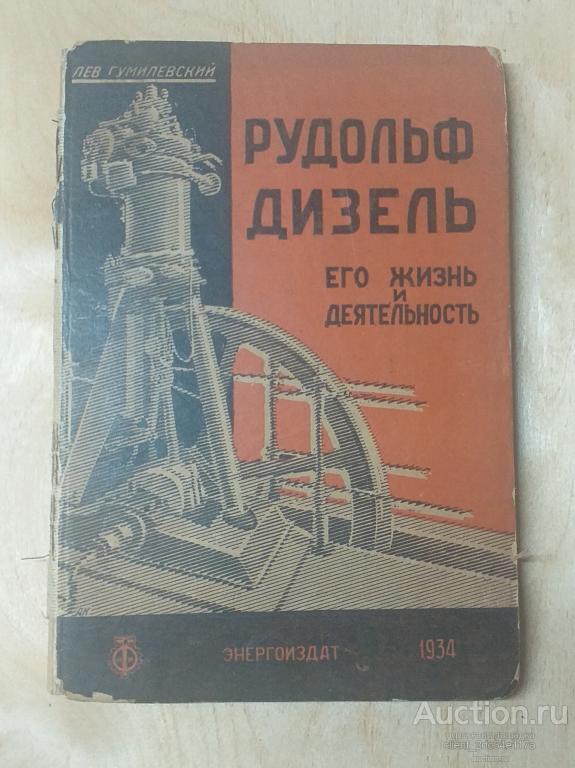 ЛЕВ ГУМИЛЕВСКИЙ
РУДОЛЬФ
ДИЗЕЛЬ
ЕГО ЖИЗНЬ
И
ДЕЯТЕЛЬНОСТЬ
ЭНЕРГОИЗДАТ
1934
Auction.ru